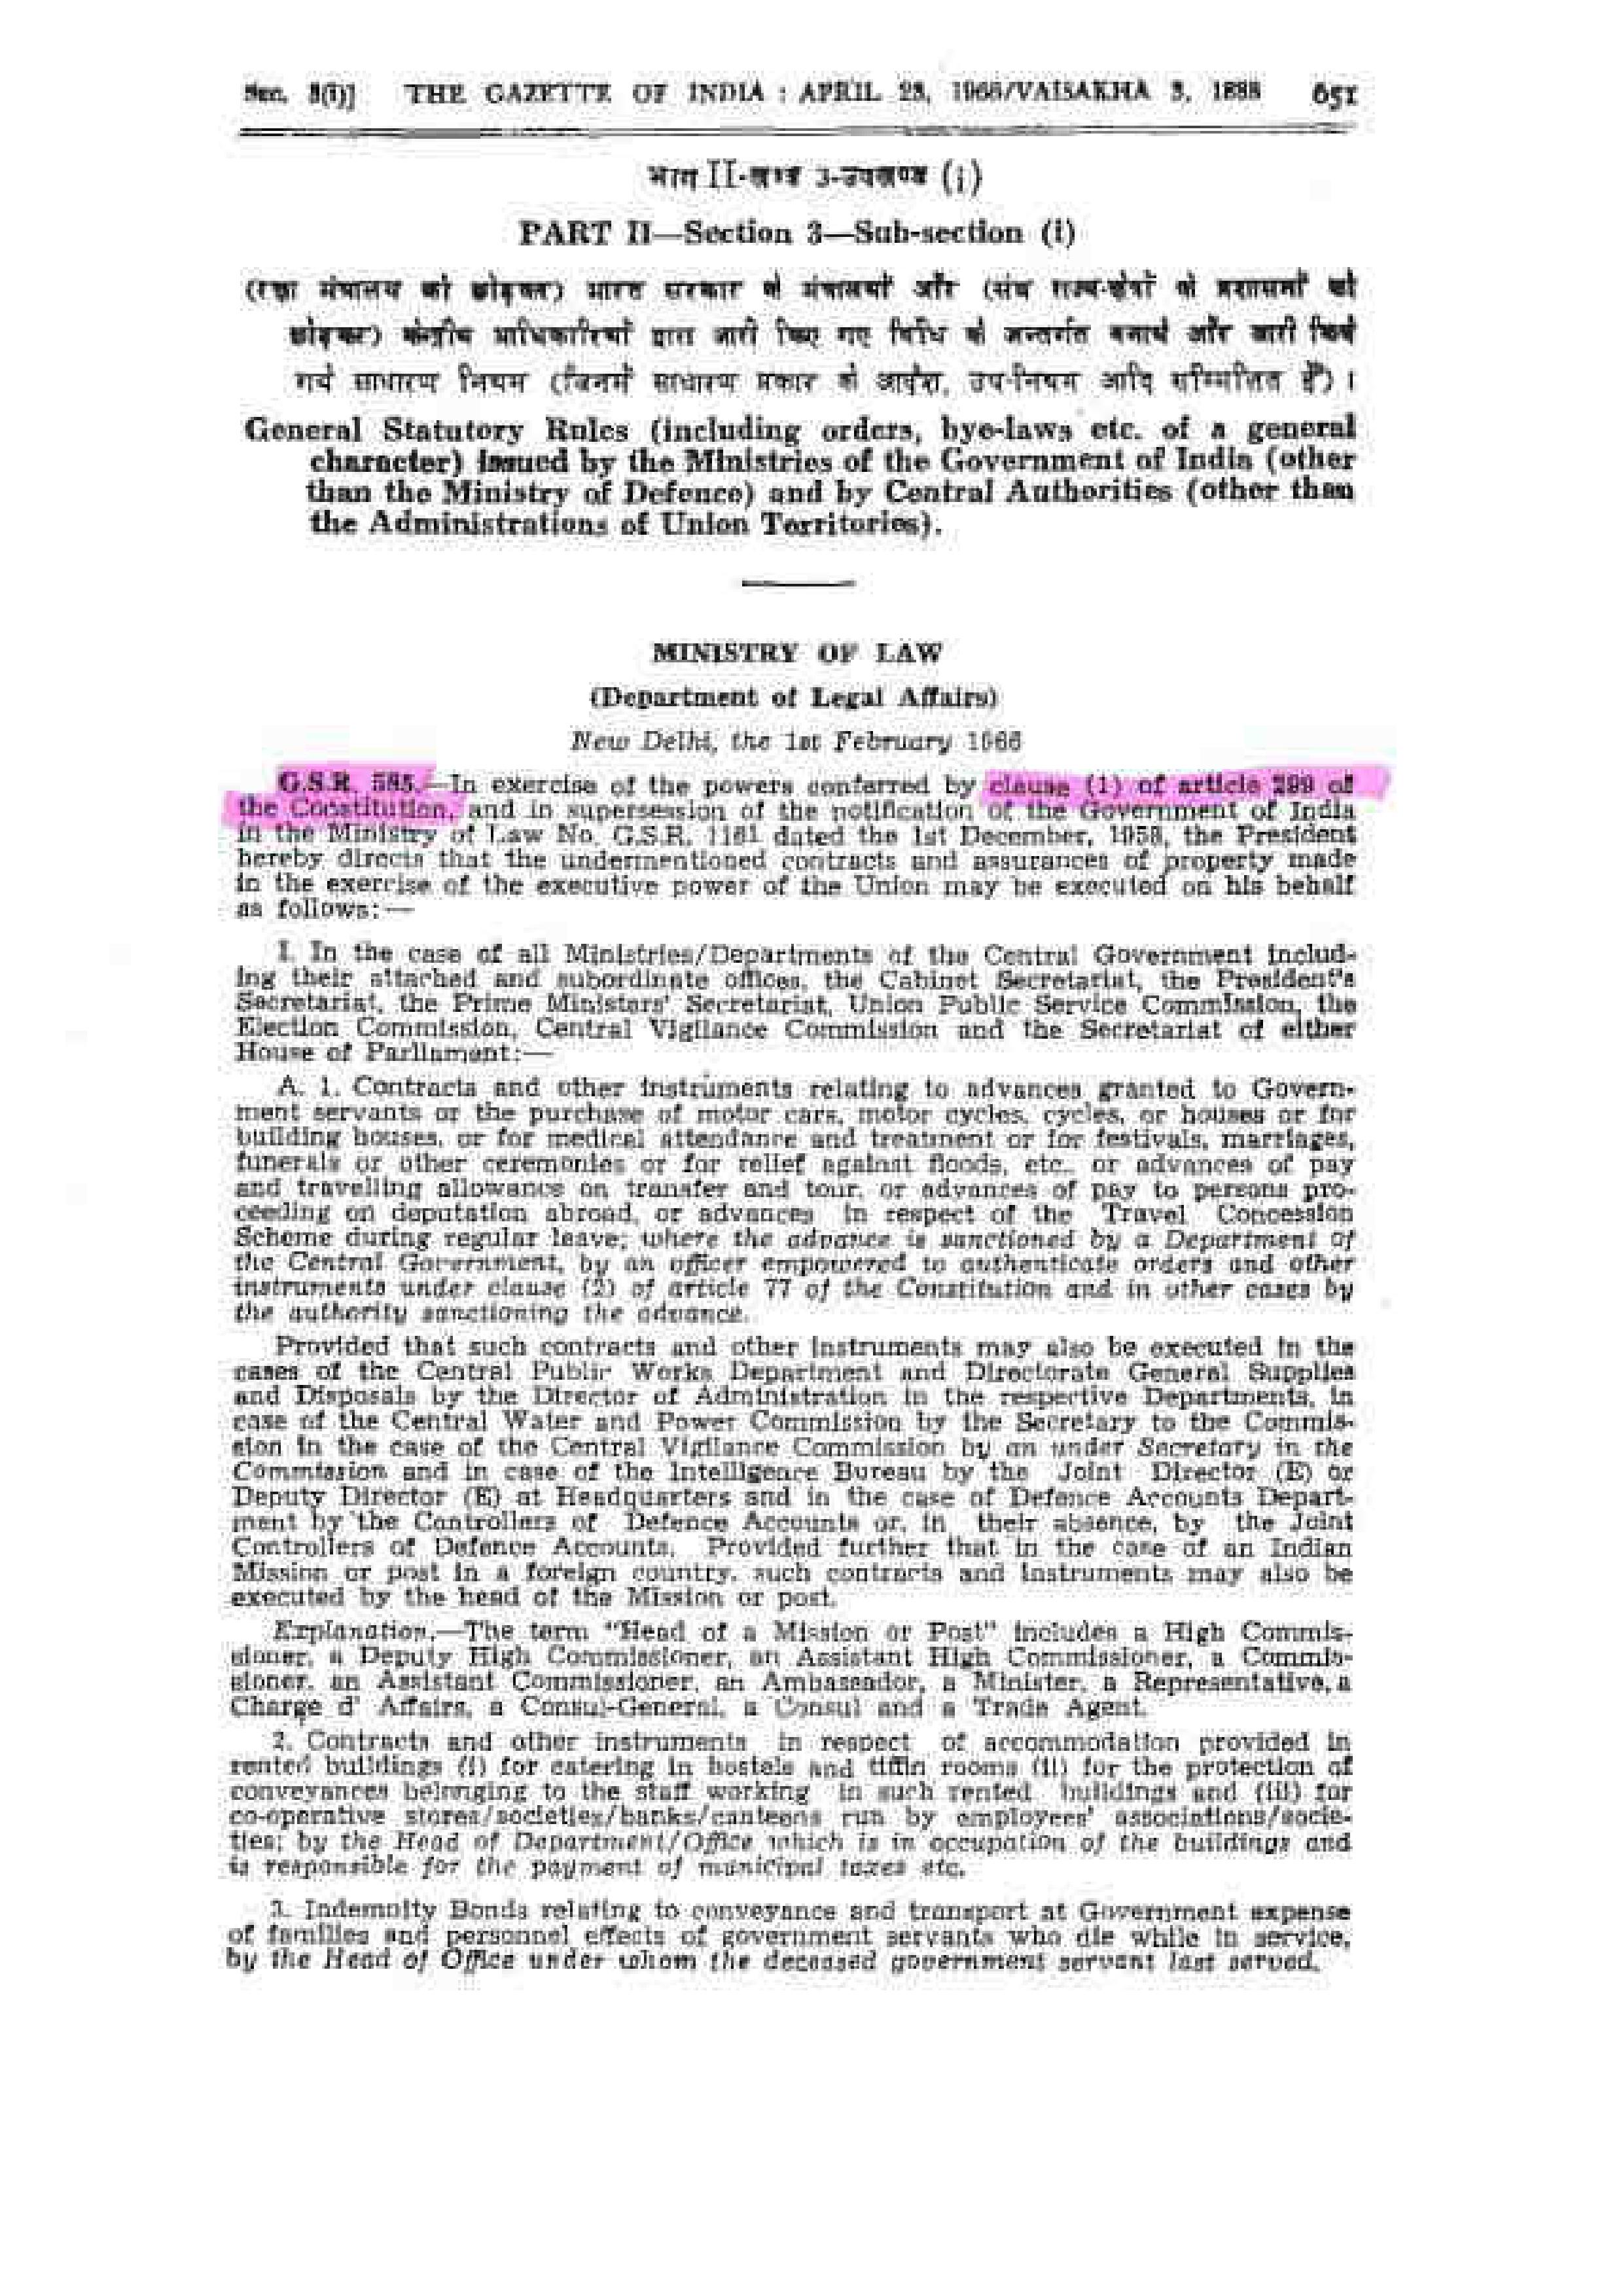 Sec. 3(i)] THE GAZETTE OF INDIA : APRIL 23, 1966/VAISAKHA 3, 1888 651
भाग II-खण्ड 3-उपखण्ड (i)
PART II—Section 3—Sub-section (i)
(रक्षा मंत्रालय को छोड़कर) भारत सरकार के मंत्रालयों और (संघ राज्य-क्षेत्रों के प्रशासनों को
छोड़कर) केन्द्रीय प्राधिकारियों द्वारा जारी किए गए विधि के अन्तर्गत बनाये और जारी किये
गये साधारण नियम (जिनमें साधारण प्रकार के आदेश, उप-नियम आदि सम्मिलित हैं) ।
General Statutory Rules (including orders, bye-laws etc. of a general
character) issued by the Ministries of the Government of India (other
than the Ministry of Defence) and by Central Authorities (other than
the Administrations of Union Territories).
MINISTRY OF LAW
(Department of Legal Affairs)
New Delhi, the 1st February 1966
G.S.R. 585.—In exercise of the powers conferred by clause (1) of article 299 of
the Constitution, and in supersession of the notification of the Government of India
in the Ministry of Law No. G.S.R. 1161 dated the 1st December, 1958, the President
hereby directs that the undermentioned contracts and assurances of property made
in the exercise of the executive power of the Union may be executed on his behalf
as follows:—
I. In the case of all Ministries/Departments of the Central Government includ-
ing their attached and subordinate offices, the Cabinet Secretariat, the President's
Secretariat, the Prime Ministers' Secretariat, Union Public Service Commission, the
Election Commission, Central Vigilance Commission and the Secretariat of either
House of Parliament:—
A. 1. Contracts and other instruments relating to advances granted to Govern-
ment servants or the purchase of motor cars, motor cycles, cycles, or houses or for
building houses, or for medical attendance and treatment or for festivals, marriages,
funerals or other ceremonies or for relief against floods, etc., or advances of pay
and travelling allowance on transfer and tour, or advances of pay to persons pro-
ceeding on deputation abroad, or advances in respect of the Travel Concession
Scheme during regular leave; where the advance is sanctioned by a Department of
the Central Government, by an officer empowered to authenticate orders and other
instruments under clause (2) of article 77 of the Constitution and in other cases by
the authority sanctioning the advance.
Provided that such contracts and other instruments may also be executed in the
cases of the Central Public Works Department and Directorate General Supplies
and Disposals by the Director of Administration in the respective Departments, in
case of the Central Water and Power Commission by the Secretary to the Commis-
sion in the case of the Central Vigilance Commission by an under Secretary in the
Commission and in case of the Intelligence Bureau by the Joint Director (E) or
Deputy Director (E) at Headquarters and in the case of Defence Accounts Depart-
ment by the Controllers of Defence Accounts or, in their absence, by the Joint
Controllers of Defence Accounts. Provided further that in the case of an Indian
Mission or post in a foreign country, such contracts and instruments may also be
executed by the head of the Mission or post.
Explanation.—The term "Head of a Mission or Post" includes a High Commis-
sioner, a Deputy High Commissioner, an Assistant High Commissioner, a Commis-
sioner, an Assistant Commissioner, an Ambassador, a Minister, a Representative, a
Charge d' Affairs, a Consul-General, a Consul and a Trade Agent.
2. Contracts and other instruments in respect of accommodation provided in
rented buildings (i) for catering in hostels and tiffin rooms (ii) for the protection of
conveyances belonging to the staff working in such rented buildings and (iii) for
co-operative stores/societies/banks/canteens run by employees' associations/socie-
ties; by the Head of Department/Office which is in occupation of the buildings and
is responsible for the payment of municipal taxes etc.
3. Indemnity Bonds relating to conveyance and transport at Government expense
of families and personnel effects of government servants who die while in service,
by the Head of Office under whom the deceased government servant last served.